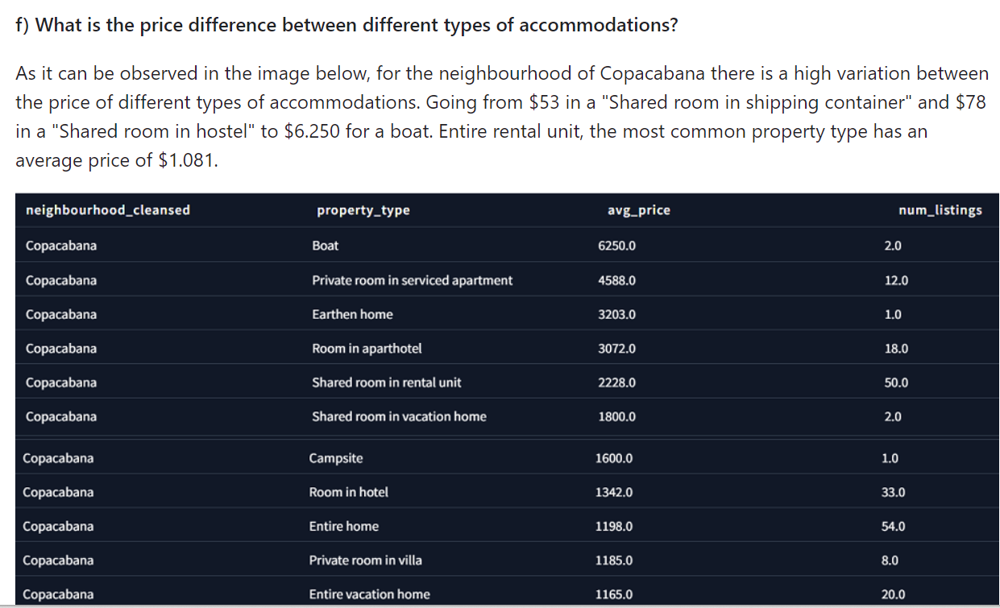 f) What is the price difference between different types of accommodations?
As it can be observed in the image below, for the neighbourhood of Copacabana there is a high variation between
the price of different types of accommodations. Going from $53 in a "Shared room in shipping container" and $78
in a "Shared room in hostel" to $6.250 for a boat. Entire rental unit, the most common property type has an
average price of $1.081.
neighbourhood_cleansed property_type avg_price num_listings
Copacabana Boat 6250.0 2.0
Copacabana Private room in serviced apartment 4588.0 12.0
Copacabana Earthen home 3203.0 1.0
Copacabana Room in aparthotel 3072.0 18.0
Copacabana Shared room in rental unit 2228.0 50.0
Copacabana Shared room in vacation home 1800.0 2.0
Copacabana Campsite 1600.0 1.0
Copacabana Room in hotel 1342.0 33.0
Copacabana Entire home 1198.0 54.0
Copacabana Private room in villa 1185.0 8.0
Copacabana Entire vacation home 1165.0 20.0